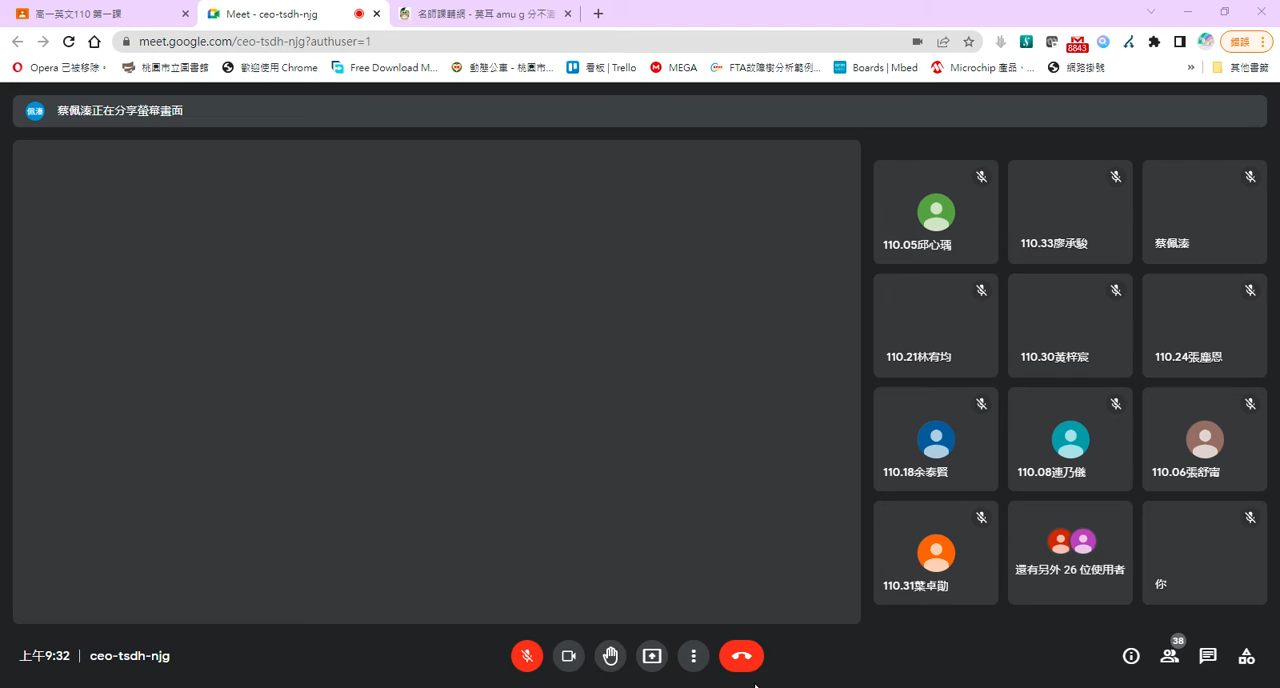 高一英文110 第一課
Meet - ceo-tsdh-njg
名師課輔網 - 英耳 amu g 分不清
meet.google.com/ceo-tsdh-njg?authuser=1
8843
錯誤
Opera 已被移除。
桃園市立圖書館
歡迎使用 Chrome
Free Download M...
動態公車 - 桃園市...
看板 | Trello
MEGA
FTA故障樹分析範例...
Boards | Mbed
Microchip 產品、...
網路掛號
»
其他書籤
佩溱
蔡佩溱正在分享螢幕畫面
110.05邱心瑀
110.33廖承駿
蔡佩溱
110.21林宥均
110.30黃梓宸
110.24張塵恩
110.18余泰賢
110.08連乃儀
110.06張舒甯
110.31葉卓勛
還有另外 26 位使用者
你
上午9:32
ceo-tsdh-njg
38